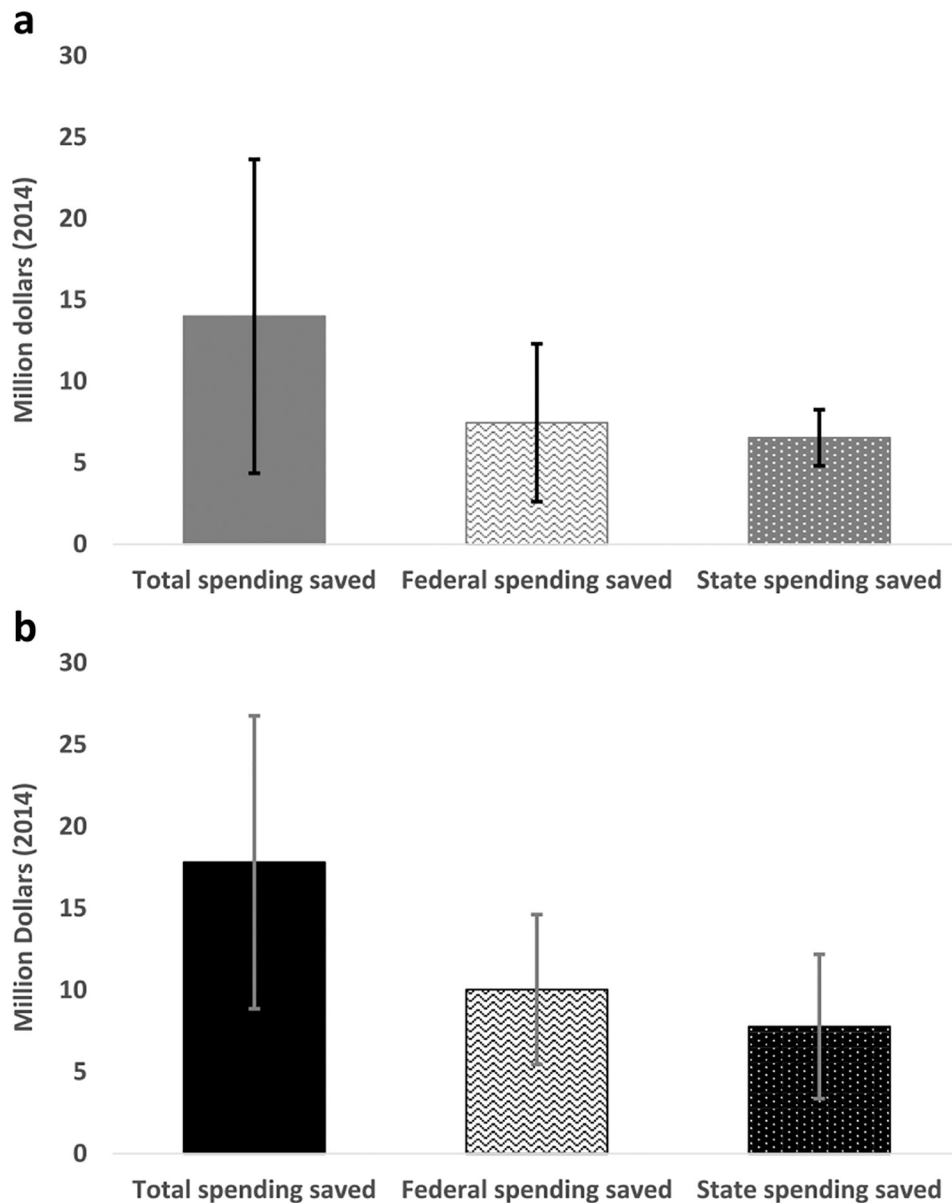 a
30
25
20
15
10
5
0
Million dollars (2014)
Total spending saved
Federal spending saved
State spending saved
b
30
25
20
15
10
5
0
Million Dollars (2014)
Total spending saved
Federal spending saved
State spending saved